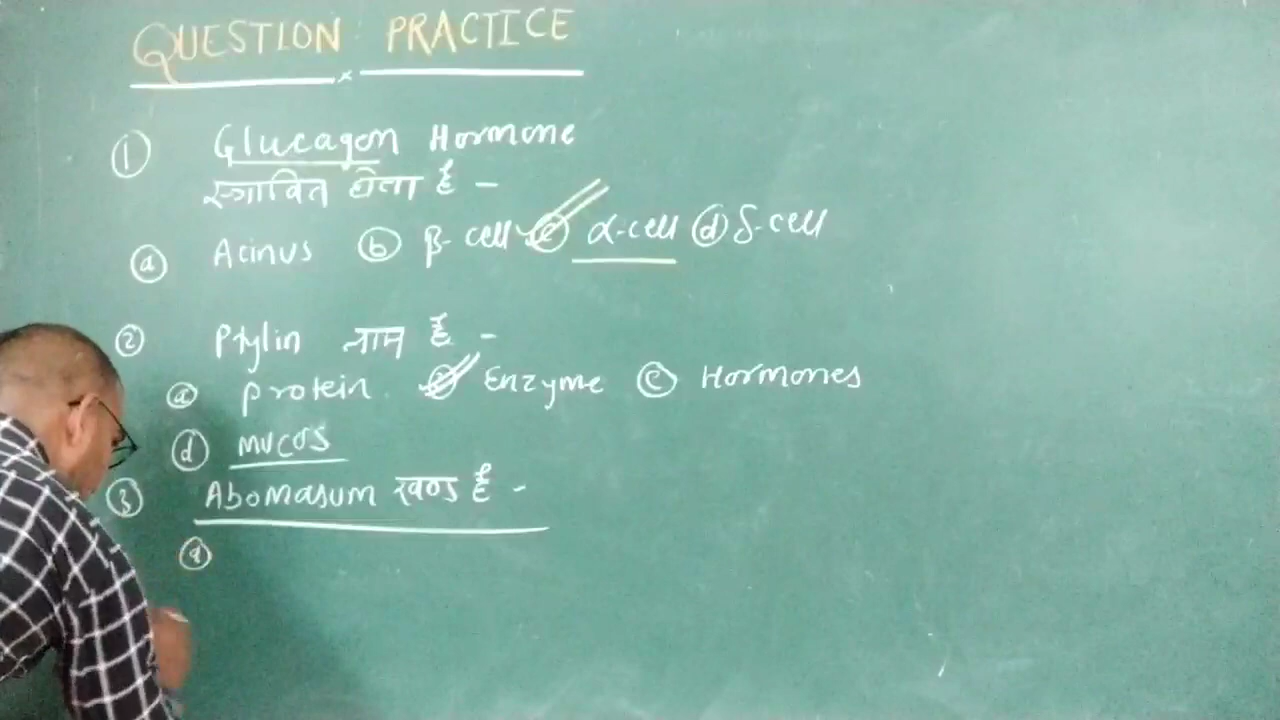 QUESTION PRACTICE
① Glucagon Hormone
स्त्रावित होता है -
ⓐ Acinus ⓑ β-cell ⓒ α-cell ⓓ δ-cell
② Ptylin नाम है -
ⓐ protein ⓑ Enzyme ⓒ Hormones
ⓓ mucos
③ Abomasum खण्ड है -
ⓐ